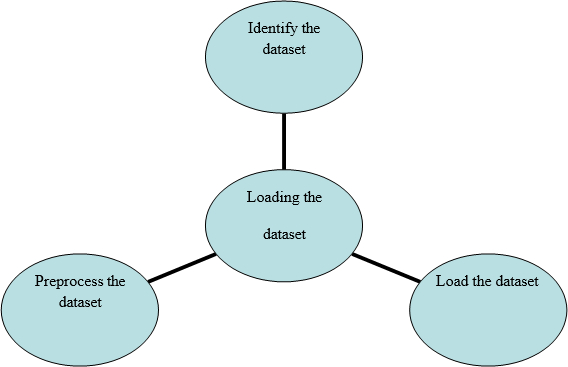 Identify the
dataset
Loading the
dataset
Preprocess the
dataset
Load the dataset